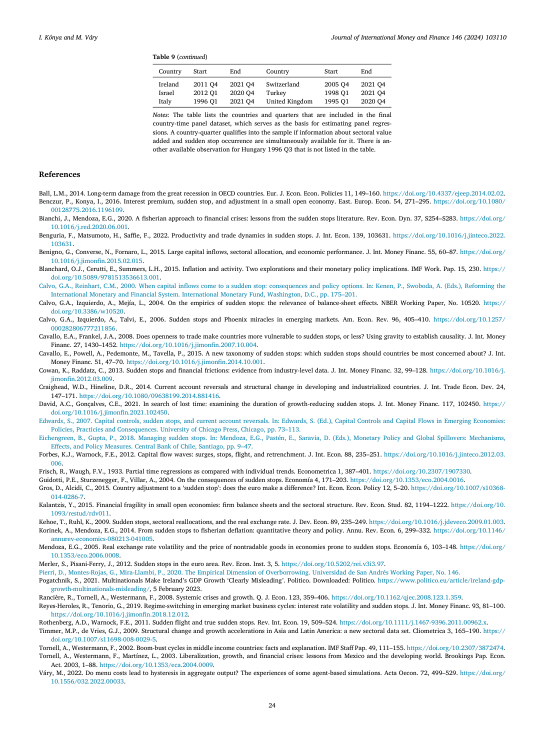 I. Kónya and M. Váry
Journal of International Money and Finance 146 (2024) 103110
Table 9 (continued)
Country Start End Country Start End
Ireland 2011 Q4 2021 Q4 Switzerland 2005 Q4 2021 Q4
Israel 2012 Q1 2020 Q4 Turkey 1998 Q1 2021 Q4
Italy 1996 Q1 2021 Q4 United Kingdom 1995 Q1 2020 Q4
Notes: The table lists the countries and quarters that are included in the final
country-time panel dataset, which serves as the basis for estimating panel regres-
sions. A country-quarter qualifies into the sample if information about sectoral value
added and sudden stop occurrence are simultaneously available for it. There is an-
other available observation for Hungary 1996 Q3 that is not listed in the table.
References
Ball, L.M., 2014. Long-term damage from the great recession in OECD countries. Eur. J. Econ. Econ. Policies 11, 149–160. https://doi.org/10.4337/ejeep.2014.02.02.
Benczur, P., Konya, I., 2016. Interest premium, sudden stop, and adjustment in a small open economy. East. Europ. Econ. 54, 271–295. https://doi.org/10.1080/
00128775.2016.1196109.
Bianchi, J., Mendoza, E.G., 2020. A fisherian approach to financial crises: lessons from the sudden stops literature. Rev. Econ. Dyn. 37, S254–S283. https://doi.org/
10.1016/j.red.2020.06.001.
Benguria, F., Matsumoto, H., Saffie, F., 2022. Productivity and trade dynamics in sudden stops. J. Int. Econ. 139, 103631. https://doi.org/10.1016/j.jinteco.2022.
103631.
Benigno, G., Converse, N., Fornaro, L., 2015. Large capital inflows, sectoral allocation, and economic performance. J. Int. Money Financ. 55, 60–87. https://doi.org/
10.1016/j.jimonfin.2015.02.015.
Blanchard, O.J., Cerutti, E., Summers, L.H., 2015. Inflation and activity. Two explorations and their monetary policy implications. IMF Work. Pap. 15, 230. https://
doi.org/10.5089/9781513536613.001.
Calvo, G.A., Reinhart, C.M., 2000. When capital inflows come to a sudden stop: consequences and policy options. In: Kenen, P., Swoboda, A. (Eds.), Reforming the
International Monetary and Financial System. International Monetary Fund, Washington, D.C., pp. 175–201.
Calvo, G.A., Izquierdo, A., Mejía, L., 2004. On the empirics of sudden stops: the relevance of balance-sheet effects. NBER Working Paper, No. 10520. https://
doi.org/10.3386/w10520.
Calvo, G.A., Izquierdo, A., Talvi, E., 2006. Sudden stops and Phoenix miracles in emerging markets. Am. Econ. Rev. 96, 405–410. https://doi.org/10.1257/
000282806777211856.
Cavallo, E.A., Frankel, J.A., 2008. Does openness to trade make countries more vulnerable to sudden stops, or less? Using gravity to establish causality. J. Int. Money
Financ. 27, 1430–1452. https://doi.org/10.1016/j.jimonfin.2007.10.004.
Cavallo, E., Powell, A., Pedemonte, M., Tavella, P., 2015. A new taxonomy of sudden stops: which sudden stops should countries be most concerned about? J. Int.
Money Financ. 51, 47–70. https://doi.org/10.1016/j.jimonfin.2014.10.001.
Cowan, K., Raddatz, C., 2013. Sudden stops and financial frictions: evidence from industry-level data. J. Int. Money Financ. 32, 99–128. https://doi.org/10.1016/j.
jimonfin.2012.03.009.
Craighead, W.D., Hineline, D.R., 2014. Current account reversals and structural change in developing and industrialized countries. J. Int. Trade Econ. Dev. 24,
147–171. https://doi.org/10.1080/09638199.2014.881416.
David, A.C., Gonçalves, C.E., 2021. In search of lost time: examining the duration of growth-reducing sudden stops. J. Int. Money Financ. 117, 102450. https://
doi.org/10.1016/j.jimonfin.2021.102450.
Edwards, S., 2007. Capital controls, sudden stops, and current account reversals. In: Edwards, S. (Ed.), Capital Controls and Capital Flows in Emerging Economies:
Policies, Practicies and Consequences. University of Chicago Press, Chicago, pp. 73–113.
Eichengreen, B., Gupta, P., 2018. Managing sudden stops. In: Mendoza, E.G., Pastén, E., Saravia, D. (Eds.), Monetary Policy and Global Spillovers: Mechanisms,
Effects, and Policy Measures. Central Bank of Chile, Santiago, pp. 9–47.
Forbes, K.J., Warnock, F.E., 2012. Capital flow waves: surges, stops, flight, and retrenchment. J. Int. Econ. 88, 235–251. https://doi.org/10.1016/j.jinteco.2012.03.
006.
Frisch, R., Waugh, F.V., 1933. Partial time regressions as compared with individual trends. Econometrica 1, 387–401. https://doi.org/10.2307/1907330.
Guidotti, P.E., Sturzenegger, F., Villar, A., 2004. On the consequences of sudden stops. Economía 4, 171–203. https://doi.org/10.1353/eco.2004.0016.
Gros, D., Alcidi, C., 2015. Country adjustment to a 'sudden stop': does the euro make a difference? Int. Econ. Econ. Policy 12, 5–20. https://doi.org/10.1007/s10368-
014-0286-7.
Kalantzis, Y., 2015. Financial fragility in small open economies: firm balance sheets and the sectoral structure. Rev. Econ. Stud. 82, 1194–1222. https://doi.org/10.
1093/restud/rdv011.
Kehoe, T., Ruhl, K., 2009. Sudden stops, sectoral reallocations, and the real exchange rate. J. Dev. Econ. 89, 235–249. https://doi.org/10.1016/j.jdeveco.2009.01.003.
Korinek, A., Mendoza, E.G., 2014. From sudden stops to fisherian deflation: quantitative theory and policy. Annu. Rev. Econ. 6, 299–332. https://doi.org/10.1146/
annurev-economics-080213-041005.
Mendoza, E.G., 2005. Real exchange rate volatility and the price of nontradable goods in economies prone to sudden stops. Economía 6, 103–148. https://doi.org/
10.1353/eco.2006.0008.
Merler, S., Pisani-Ferry, J., 2012. Sudden stops in the euro area. Rev. Econ. Inst. 3, 5. https://doi.org/10.5202/rei.v3i3.97.
Pierri, D., Montes-Rojas, G., Mira-Llambi, P., 2020. The Empirical Dimension of Overborrowing. Universidad de San Andrés Working Paper, No. 146.
Pogatchnik, S., 2021. Multinationals Make Ireland's GDP Growth 'Clearly Misleading'. Politico. Downloaded: Politico. https://www.politico.eu/article/ireland-gdp-
growth-multinationals-misleading/, 5 February 2023.
Rancière, R., Tornell, A., Westermann, F., 2008. Systemic crises and growth. Q. J. Econ. 123, 359–406. https://doi.org/10.1162/qjec.2008.123.1.359.
Reyes-Heroles, R., Tenorio, G., 2019. Regime-switching in emerging market business cycles: interest rate volatility and sudden stops. J. Int. Money Financ. 93, 81–100.
https://doi.org/10.1016/j.jimonfin.2018.12.012.
Rothenberg, A.D., Warnock, F.E., 2011. Sudden flight and true sudden stops. Rev. Int. Econ. 19, 509–524. https://doi.org/10.1111/j.1467-9396.2011.00962.x.
Timmer, M.P., de Vries, G.J., 2009. Structural change and growth accelerations in Asia and Latin America: a new sectoral data set. Cliometrica 3, 165–190. https://
doi.org/10.1007/s11698-008-0029-5.
Tornell, A., Westermann, F., 2002. Boom-bust cycles in middle income countries: facts and explanation. IMF Staff Pap. 49, 111–155. https://doi.org/10.2307/3872474.
Tornell, A., Westermann, F., Martínez, L., 2003. Liberalization, growth, and financial crises: lessons from Mexico and the developing world. Brookings Pap. Econ.
Act. 2003, 1–88. https://doi.org/10.1353/eca.2004.0009.
Váry, M., 2022. Do menu costs lead to hysteresis in aggregate output? The experiences of some agent-based simulations. Acta Oecon. 72, 499–529. https://doi.org/
10.1556/032.2022.00033.
24